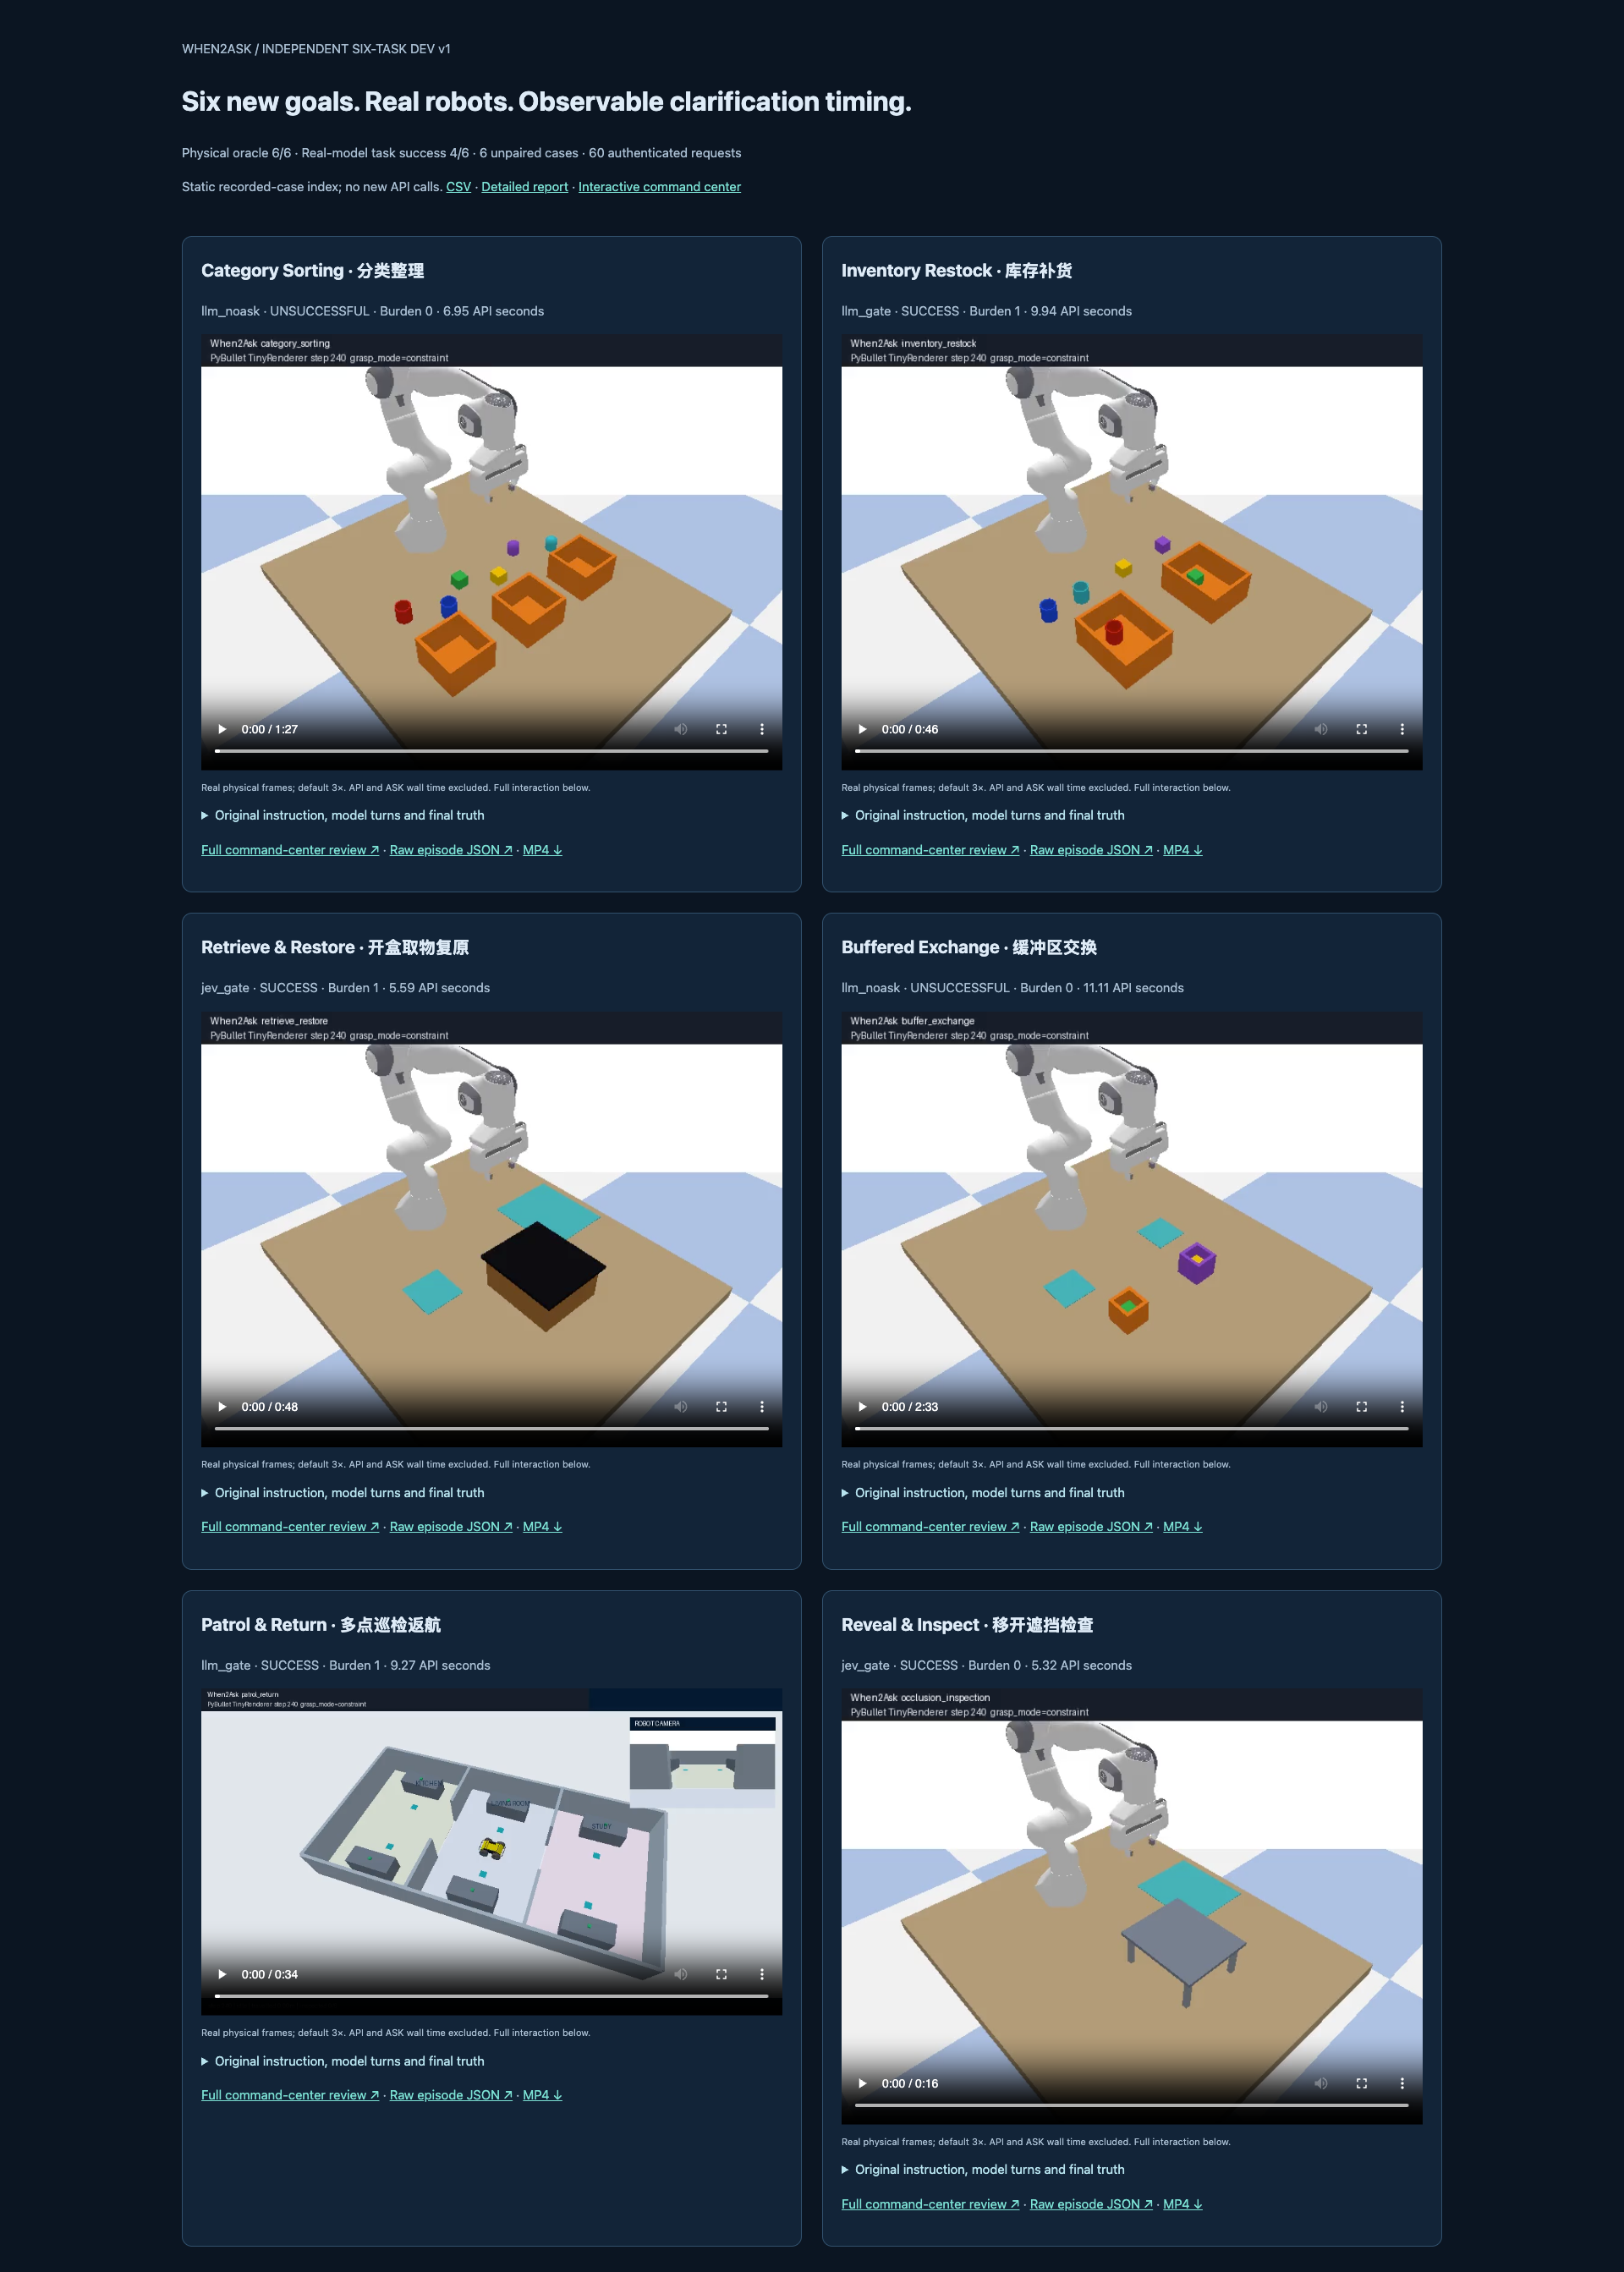 WHEN2ASK / INDEPENDENT SIX-TASK DEV v1
Six new goals. Real robots. Observable clarification timing.
Physical oracle 6/6 · Real-model task success 4/6 · 6 unpaired cases · 60 authenticated requests
Static recorded-case index; no new API calls. CSV · Detailed report · Interactive command center
Category Sorting · 分类整理
llm_noask · UNSUCCESSFUL · Burden 0 · 6.95 API seconds
When2Ask category_sorting
PyBullet TinyRenderer step 240 grasp_mode=constraint
0:00 / 1:27
Real physical frames; default 3×. API and ASK wall time excluded. Full interaction below.
▶ Original instruction, model turns and final truth
Full command-center review ↗ · Raw episode JSON ↗ · MP4 ↓
Inventory Restock · 库存补货
llm_gate · SUCCESS · Burden 1 · 9.94 API seconds
When2Ask inventory_restock
PyBullet TinyRenderer step 240 grasp_mode=constraint
0:00 / 0:46
Real physical frames; default 3×. API and ASK wall time excluded. Full interaction below.
▶ Original instruction, model turns and final truth
Full command-center review ↗ · Raw episode JSON ↗ · MP4 ↓
Retrieve & Restore · 开盒取物复原
jev_gate · SUCCESS · Burden 1 · 5.59 API seconds
When2Ask retrieve_restore
PyBullet TinyRenderer step 240 grasp_mode=constraint
0:00 / 0:48
Real physical frames; default 3×. API and ASK wall time excluded. Full interaction below.
▶ Original instruction, model turns and final truth
Full command-center review ↗ · Raw episode JSON ↗ · MP4 ↓
Buffered Exchange · 缓冲区交换
llm_noask · UNSUCCESSFUL · Burden 0 · 11.11 API seconds
When2Ask buffer_exchange
PyBullet TinyRenderer step 240 grasp_mode=constraint
0:00 / 2:33
Real physical frames; default 3×. API and ASK wall time excluded. Full interaction below.
▶ Original instruction, model turns and final truth
Full command-center review ↗ · Raw episode JSON ↗ · MP4 ↓
Patrol & Return · 多点巡检返航
llm_gate · SUCCESS · Burden 1 · 9.27 API seconds
When2Ask patrol_return
PyBullet TinyRenderer step 240 grasp_mode=constraint
ROBOT CAMERA
KITCHEN
LIVING ROOM
STUDY
0:00 / 0:34
Real physical frames; default 3×. API and ASK wall time excluded. Full interaction below.
▶ Original instruction, model turns and final truth
Full command-center review ↗ · Raw episode JSON ↗ · MP4 ↓
Reveal & Inspect · 移开遮挡检查
jev_gate · SUCCESS · Burden 0 · 5.32 API seconds
When2Ask occlusion_inspection
PyBullet TinyRenderer step 240 grasp_mode=constraint
0:00 / 0:16
Real physical frames; default 3×. API and ASK wall time excluded. Full interaction below.
▶ Original instruction, model turns and final truth
Full command-center review ↗ · Raw episode JSON ↗ · MP4 ↓